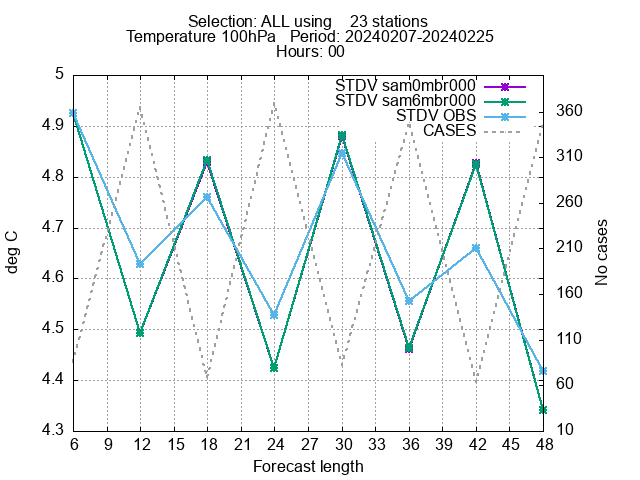 Selection: ALL using    23 stations
Temperature 100hPa   Period: 20240207-20240225
Hours: 00
STDV sam0mbr000
STDV sam6mbr000
STDV OBS
CASES
5
4.9
4.8
4.7
4.6
4.5
4.4
4.3
deg C
360
310
260
210
160
110
60
10
No cases
6 9 12 15 18 21 24 27 30 33 36 39 42 45 48
Forecast length